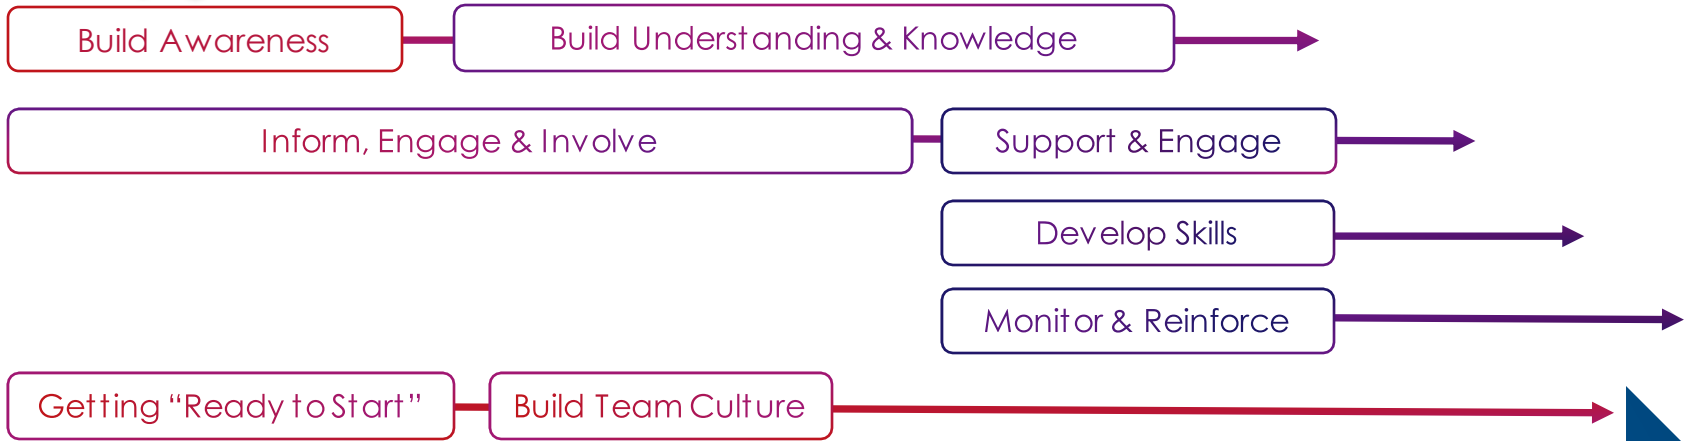 Build Awareness
Build Understanding & Knowledge
Inform, Engage & Involve
Support & Engage
Develop Skills
Monitor & Reinforce
Getting “Ready to Start”
Build Team Culture